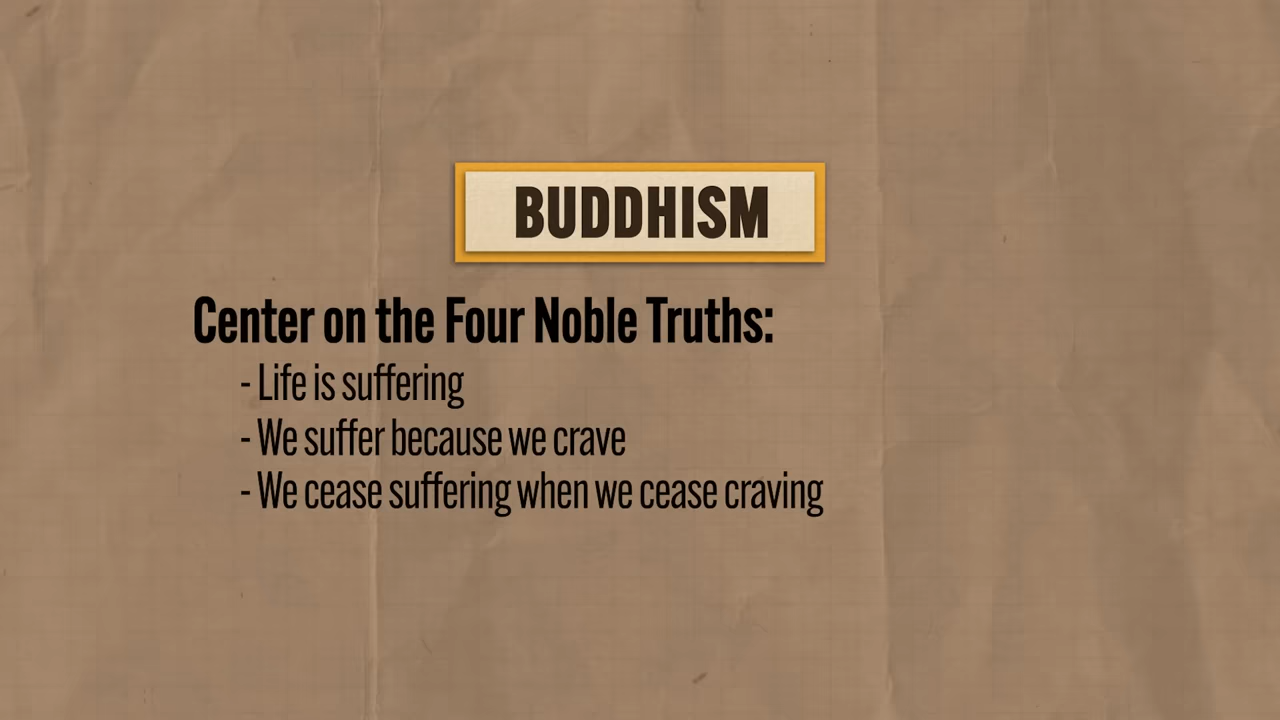 BUDDHISM
Center on the Four Noble Truths:
- Life is suffering
- We suffer because we crave
- We cease suffering when we cease craving